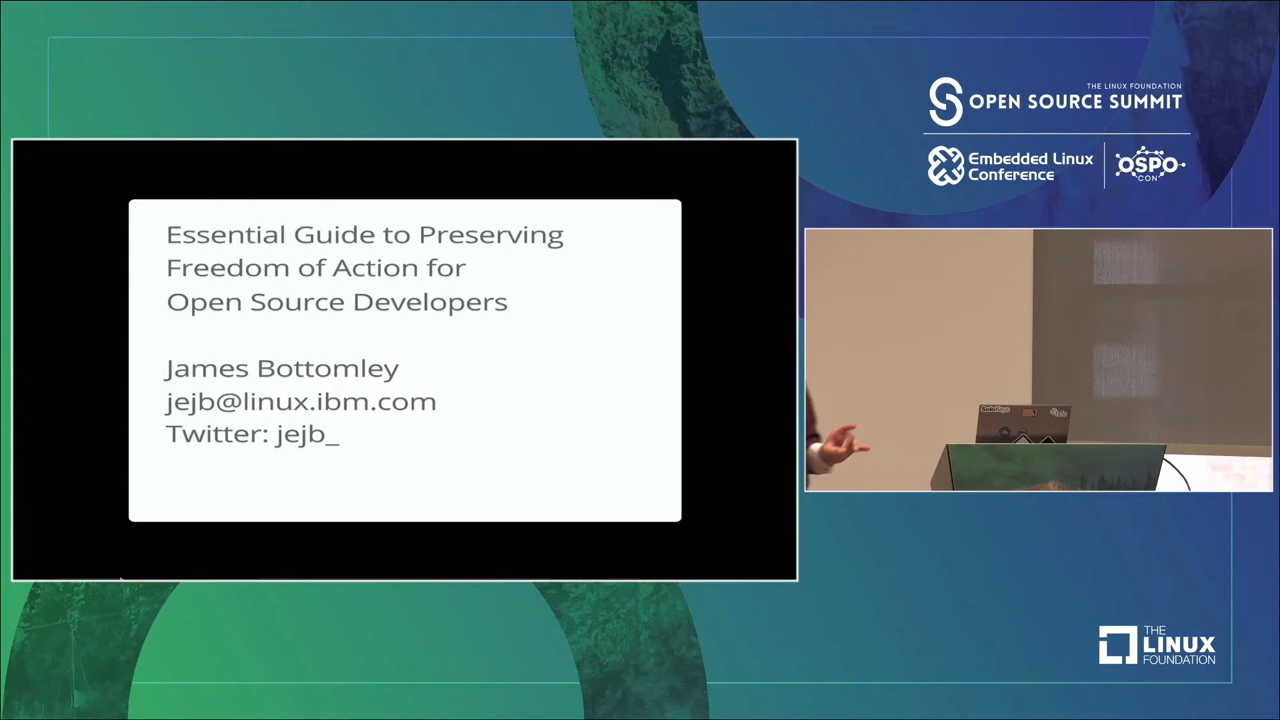 THE LINUX FOUNDATION
OPEN SOURCE SUMMIT
Embedded Linux
Conference
OSPO
CON
Essential Guide to Preserving
Freedom of Action for
Open Source Developers
James Bottomley
jejb@linux.ibm.com
Twitter: jejb_
SoloKeys
THE
LINUX
FOUNDATION